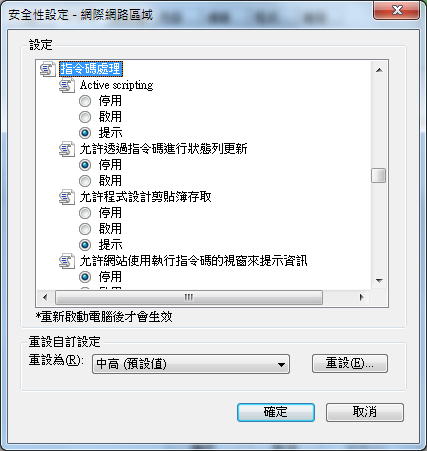 安全性設定 - 網際網路區域
設定
指令碼處理
Active scripting
停用
啟用
提示
允許透過指令碼進行狀態列更新
停用
啟用
允許程式設計剪貼簿存取
停用
啟用
提示
允許網站使用執行指令碼的視窗來提示資訊
停用
*重新啟動電腦後才會生效
重設自訂設定
重設為(R):
中高 (預設值)
重設(E)...
確定
取消